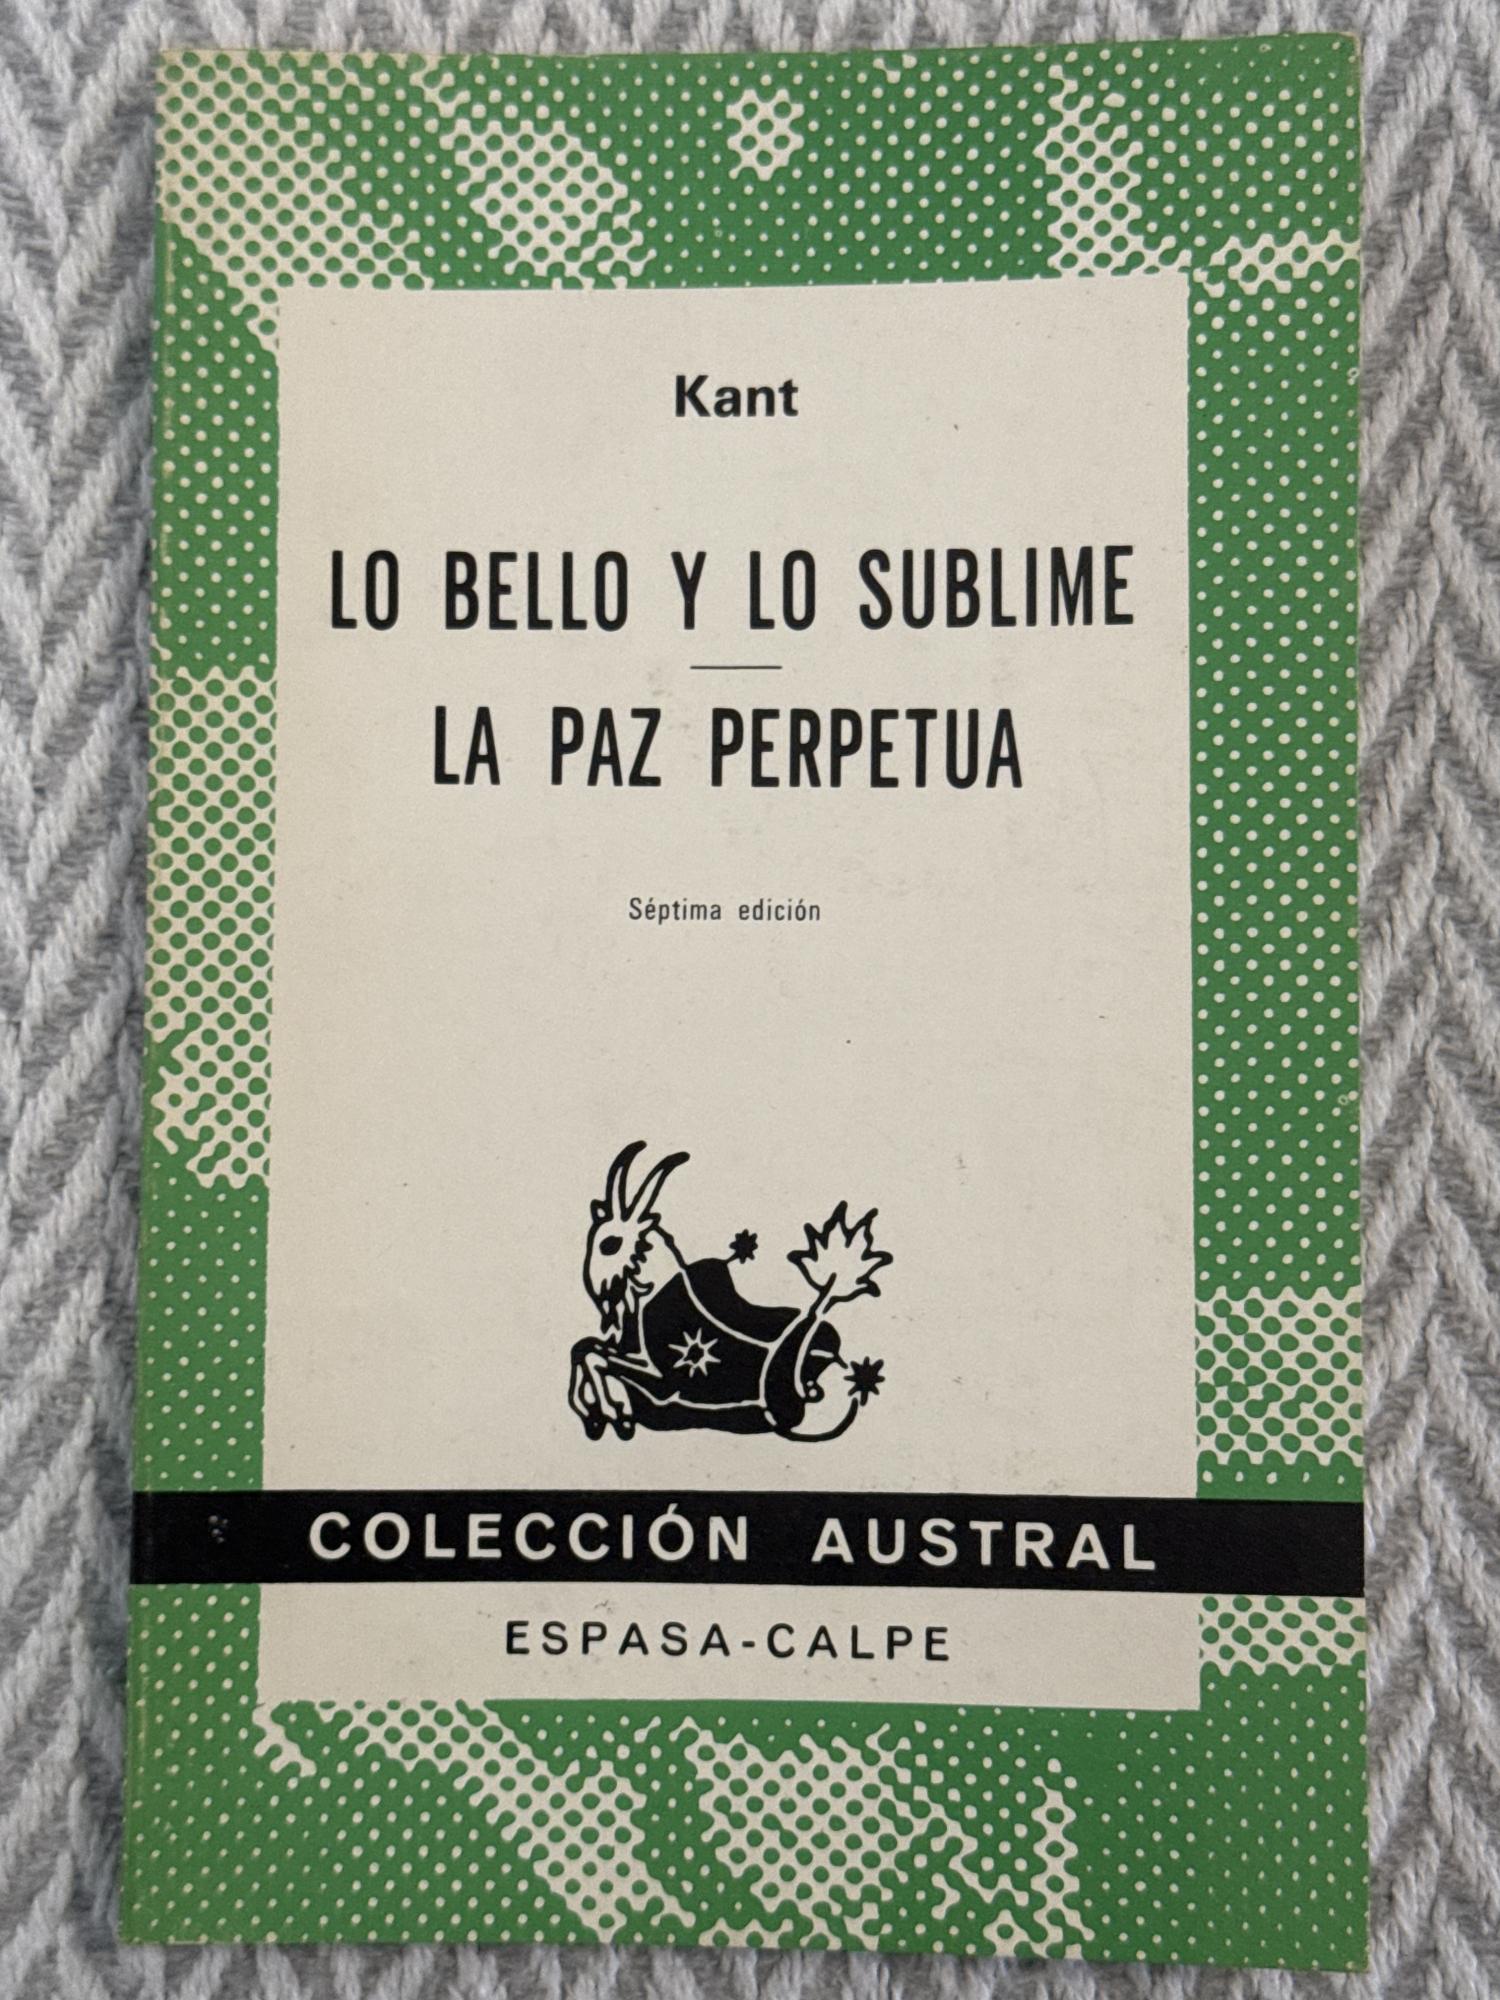 Kant
LO BELLO Y LO SUBLIME
LA PAZ PERPETUA
Séptima edición
COLECCIÓN AUSTRAL
ESPASA-CALPE